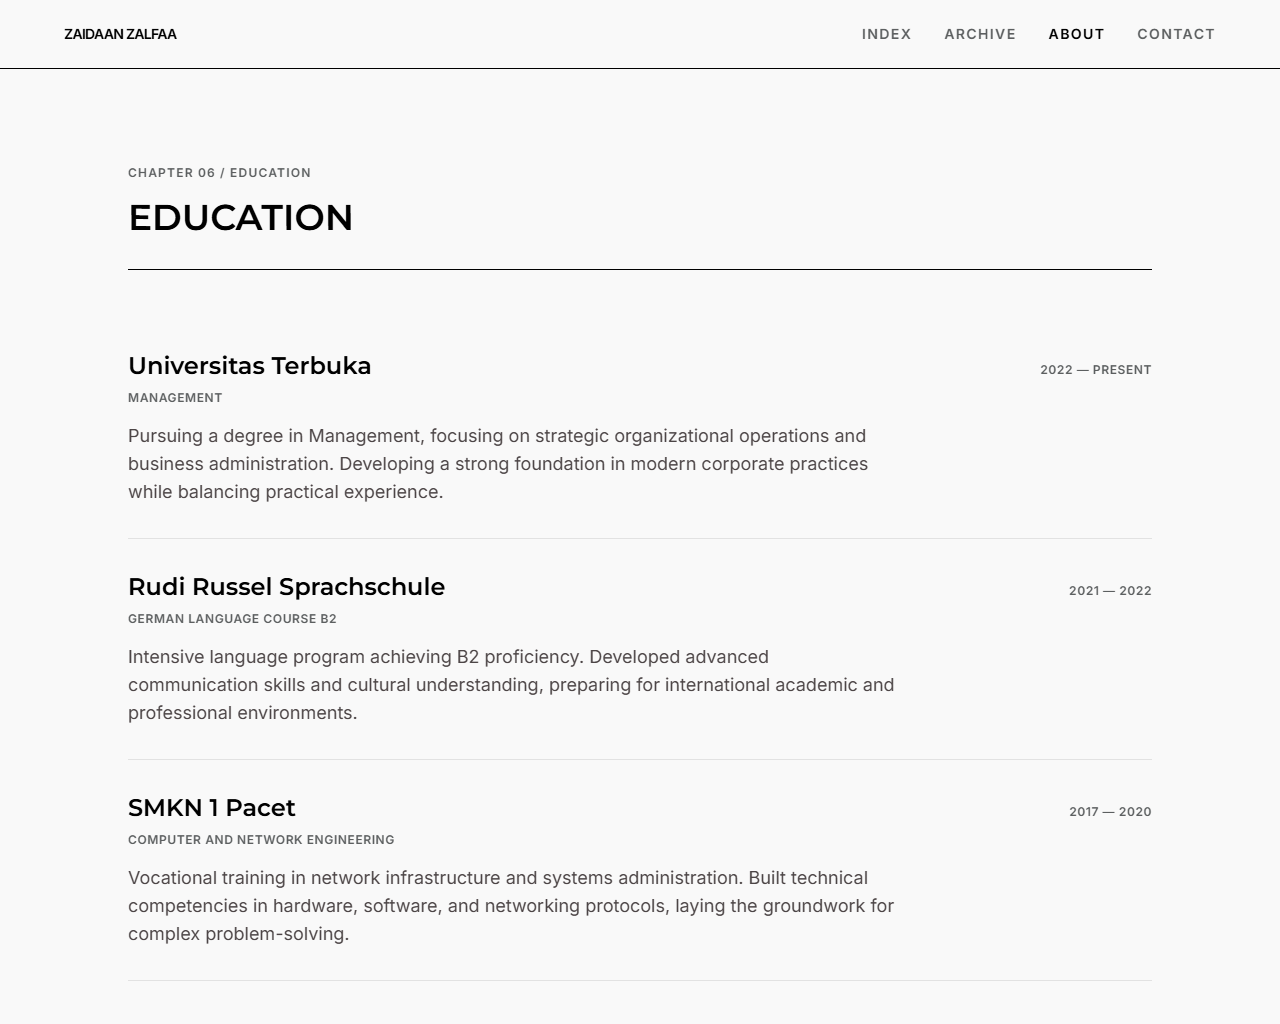 ZAIDAAN ZALFAA
INDEX ARCHIVE ABOUT CONTACT
CHAPTER 06 / EDUCATION
EDUCATION
Universitas Terbuka
2022 — PRESENT
MANAGEMENT
Pursuing a degree in Management, focusing on strategic organizational operations and
business administration. Developing a strong foundation in modern corporate practices
while balancing practical experience.
Rudi Russel Sprachschule
2021 — 2022
GERMAN LANGUAGE COURSE B2
Intensive language program achieving B2 proficiency. Developed advanced
communication skills and cultural understanding, preparing for international academic and
professional environments.
SMKN 1 Pacet
2017 — 2020
COMPUTER AND NETWORK ENGINEERING
Vocational training in network infrastructure and systems administration. Built technical
competencies in hardware, software, and networking protocols, laying the groundwork for
complex problem-solving.